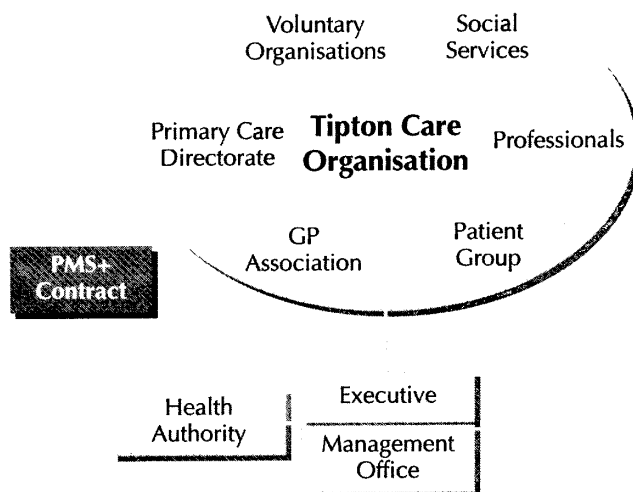 Voluntary
Organisations
Social
Services
Primary Care
Directorate
Tipton Care
Organisation
Professionals
GP
Association
Patient
Group
PMS+
Contract
Health
Authority
Executive
Management
Office